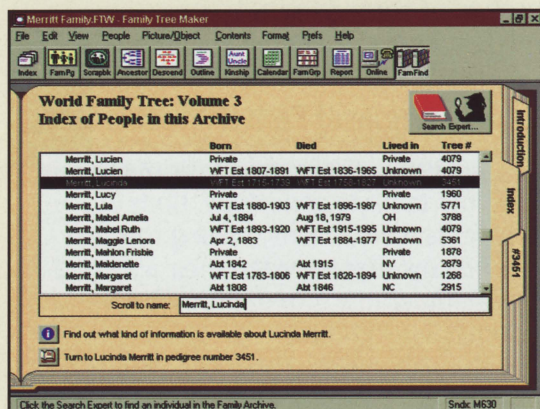 Merritt Family.FTW - Family Tree Maker
File Edit View People Picture/Object Contents Format Prefs Help
Index FamPg Scrapbk Ancestor Descend Outline Aunt Uncle Kinship Calendar FamGrp Report Online FamFind
World Family Tree: Volume 3
Index of People in this Archive
Search Expert...
Born Died Lived in Tree #
Merritt, Lucien Private Private 4079
Merritt, Lucien WFT Est 1807-1891 WFT Est 1836-1965 Unknown 4079
Merritt, Lucinda Unknown 3451
Merritt, Lucy Private Private 1960
Merritt, Lula WFT Est 1880-1903 WFT Est 1896-1987 Unknown 5771
Merritt, Mabel Amelia Jul 4, 1884 Aug 18, 1979 OH 3788
Merritt, Mabel Ruth WFT Est 1893-1920 WFT Est 1915-1995 Unknown 4079
Merritt, Maggie Lenora Apr 2, 1883 WFT Est 1884-1977 Unknown 5361
Merritt, Mahlon Frisbie Private Private 1878
Merritt, Maldenette Abt 1842 Abt 1915 NY 2879
Merritt, Margaret WFT Est 1783-1806 WFT Est 1828-1894 Unknown 1268
Merritt, Margaret Abt 1808 Abt 1846 NC 2915
Scroll to name: Merritt, Lucinda
Find out what kind of information is available about Lucinda Merritt.
Turn to Lucinda Merritt in pedigree number 3451.
Introduction
Index
#3451
Click the Search Expert to find an individual in the Family Archive. Sndx: M630